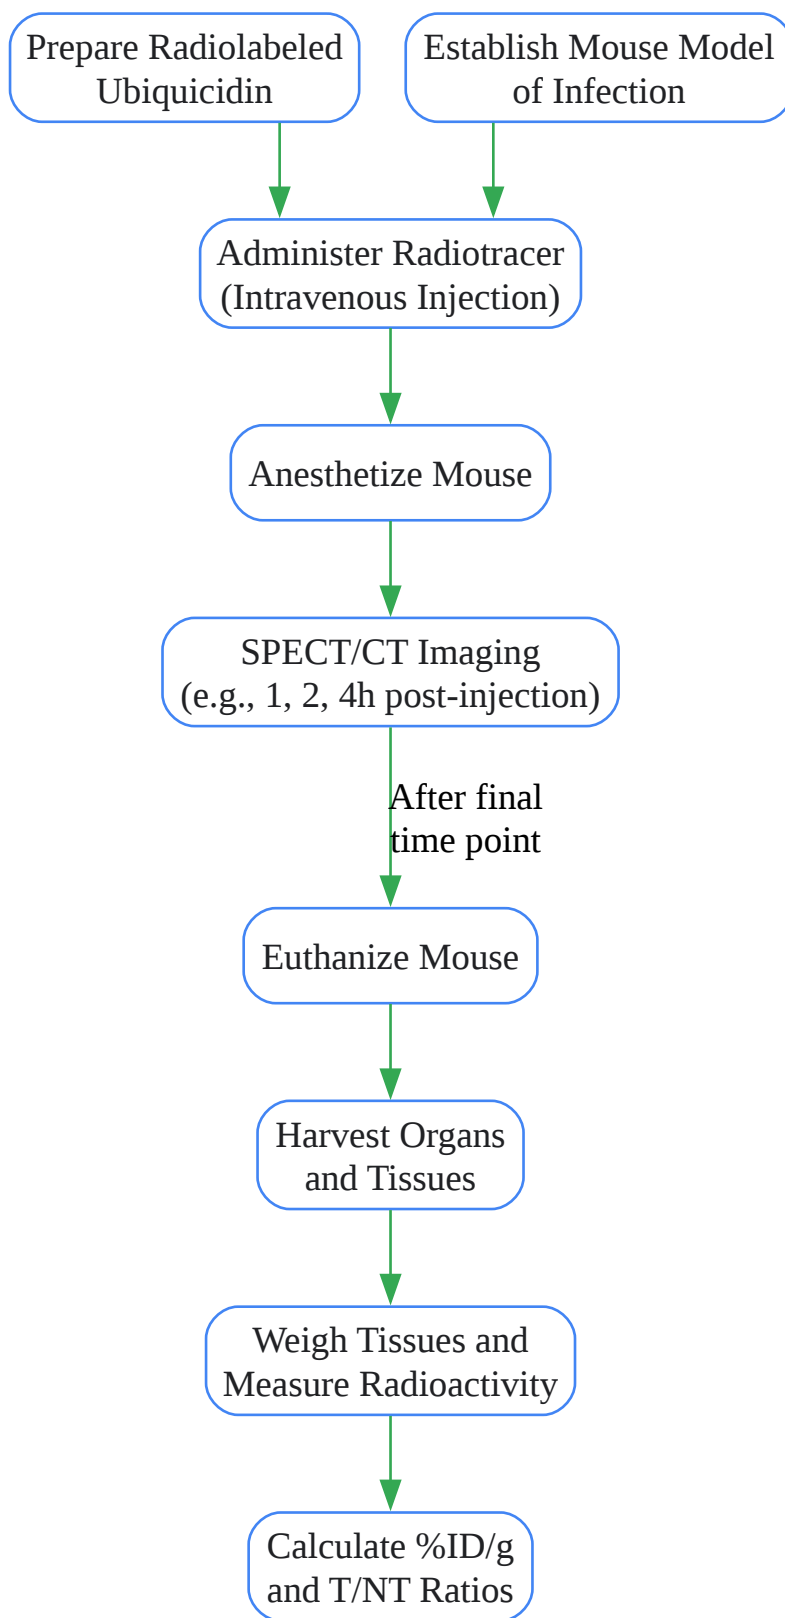 Prepare Radiolabeled
Ubiquicidin
Establish Mouse Model
of Infection
Administer Radiotracer
(Intravenous Injection)
Anesthetize Mouse
SPECT/CT Imaging
(e.g., 1, 2, 4h post-injection)
After final
time point
Euthanize Mouse
Harvest Organs
and Tissues
Weigh Tissues and
Measure Radioactivity
Calculate %ID/g
and T/NT Ratios